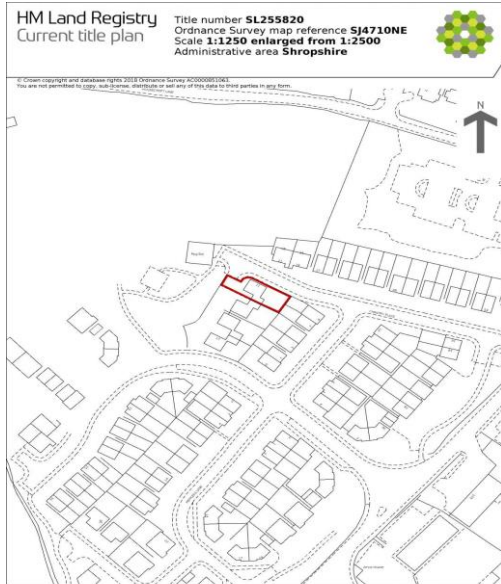 HM Land Registry
Current title plan
Title number SL255820
Ordnance Survey map reference SJ4710NE
Scale 1:1250 enlarged from 1:2500
Administrative area Shropshire
© Crown copyright and database rights 2018 Ordnance Survey AC0000851063.
You are not permitted to copy, sub-license, distribute or sell any of this data to third parties in any form.
N